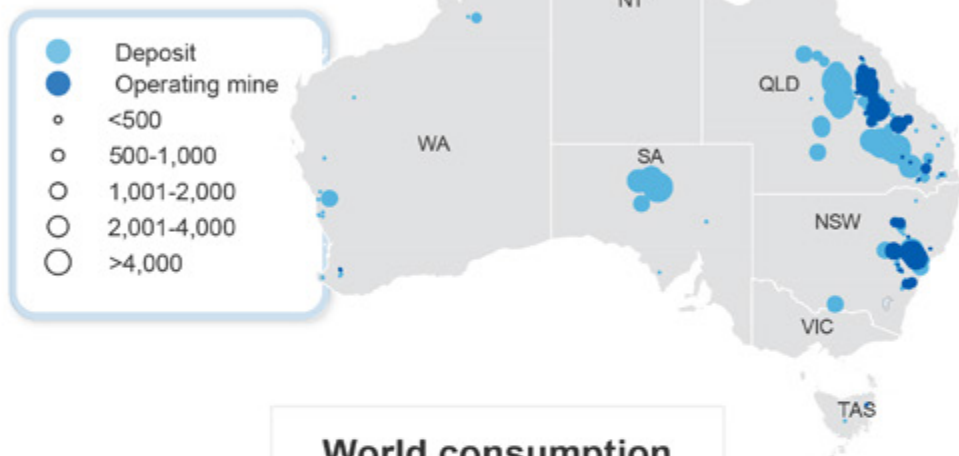 NT
Deposit
Operating mine
<500
500-1,000
1,001-2,000
2,001-4,000
>4,000
QLD
WA
SA
NSW
VIC
TAS
World consumption